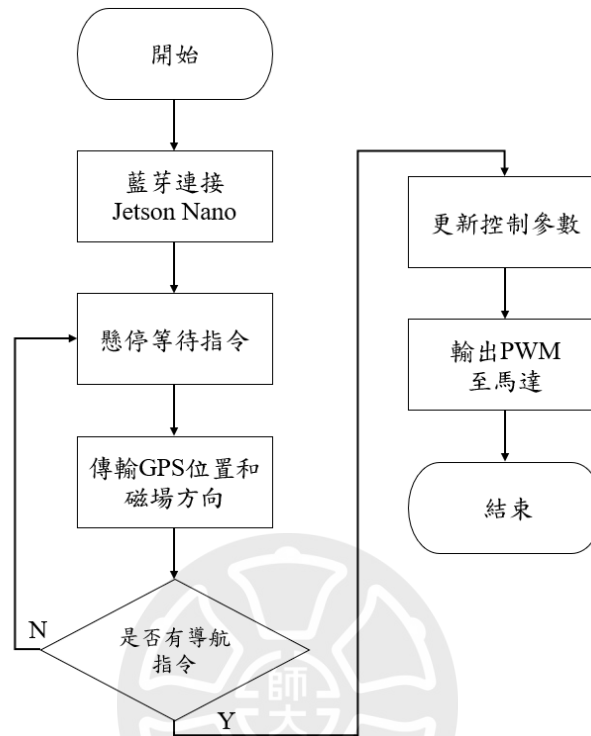 開始
藍芽連接
Jetson Nano
懸停等待指令
傳輸GPS位置和
磁場方向
是否有導航
指令
N
Y
更新控制參數
輸出PWM
至馬達
結束
師大